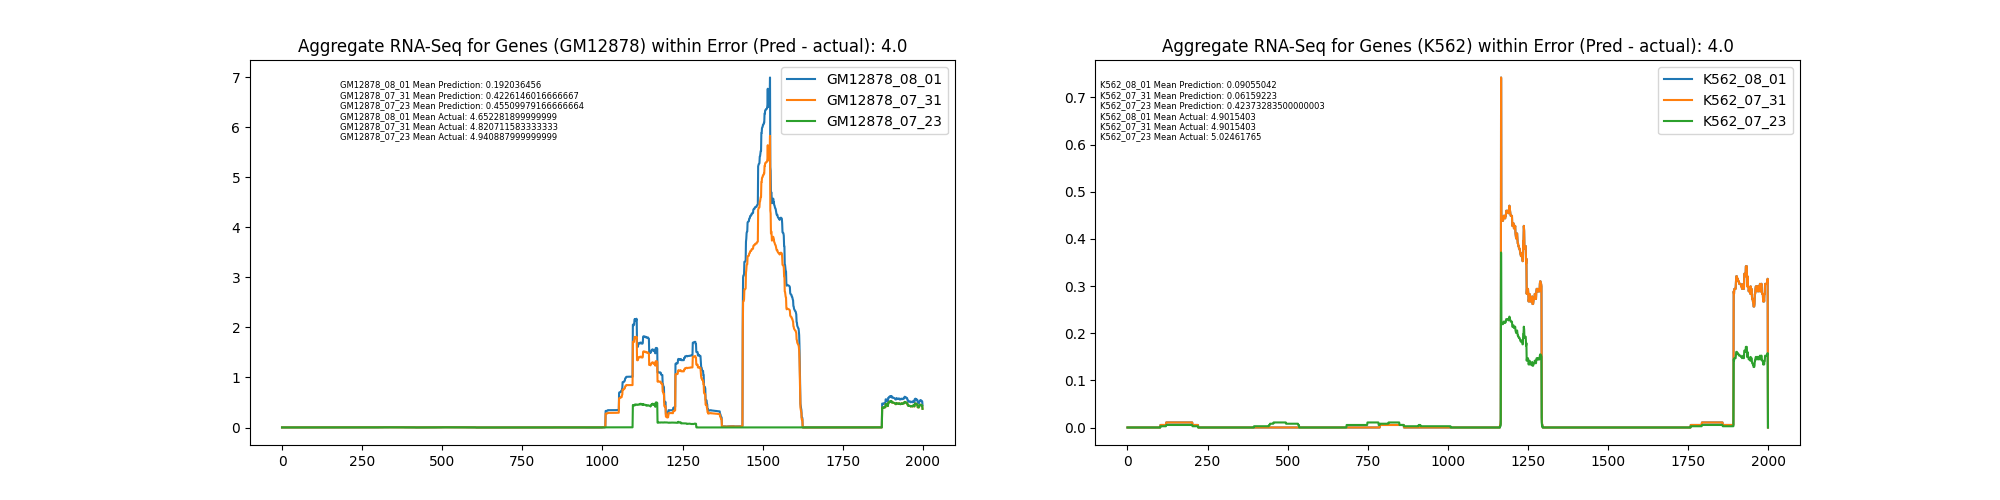 Aggregate RNA-Seq for Genes (GM12878) within Error (Pred - actual): 4.0
GM12878_08_01 Mean Prediction: 0.192036456
GM12878_07_31 Mean Prediction: 0.4226146016666667
GM12878_07_23 Mean Prediction: 0.45509979166666664
GM12878_08_01 Mean Actual: 4.652281899999999
GM12878_07_31 Mean Actual: 4.820711583333333
GM12878_07_23 Mean Actual: 4.940887999999999
GM12878_08_01
GM12878_07_31
GM12878_07_23
7
6
5
4
3
2
1
0
0 250 500 750 1000 1250 1500 1750 2000
Aggregate RNA-Seq for Genes (K562) within Error (Pred - actual): 4.0
K562_08_01 Mean Prediction: 0.09055042
K562_07_31 Mean Prediction: 0.06159223
K562_07_23 Mean Prediction: 0.42373283500000003
K562_08_01 Mean Actual: 4.9015403
K562_07_31 Mean Actual: 4.9015403
K562_07_23 Mean Actual: 5.02461765
K562_08_01
K562_07_31
K562_07_23
0.7
0.6
0.5
0.4
0.3
0.2
0.1
0.0
0 250 500 750 1000 1250 1500 1750 2000